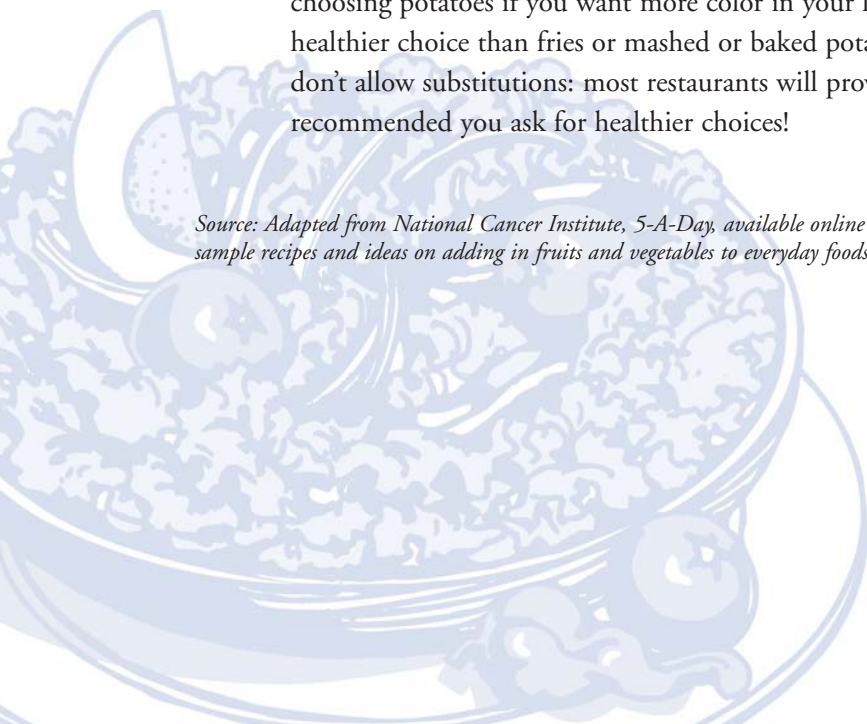 choosing potatoes if you want more color in your
healthier choice than fries or mashed or baked
don’t allow substitutions: most restaurants will
recommended you ask for healthier choices!
Source: Adapted from National Cancer Institute, 5-A-Day, available online
sample recipes and ideas on adding in fruits and vegetables to everyday foods